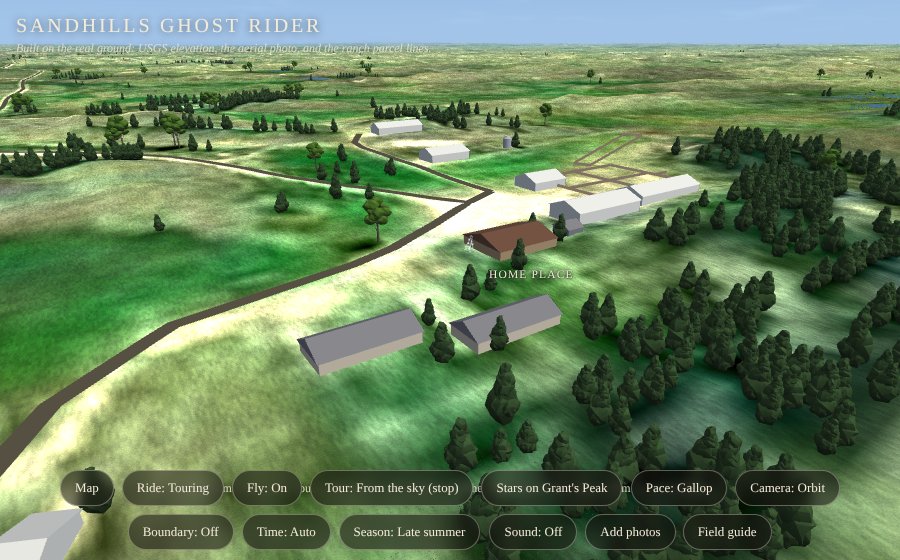 SANDHILLS GHOST RIDER
Built on the real ground: USGS elevation, the aerial photo, and the ranch parcel lines.
HOME PLACE
Map
Ride: Touring
Fly: On
Tour: From the sky (stop)
Stars on Grant's Peak
Pace: Gallop
Camera: Orbit
Boundary: Off
Time: Auto
Season: Late summer
Sound: Off
Add photos
Field guide